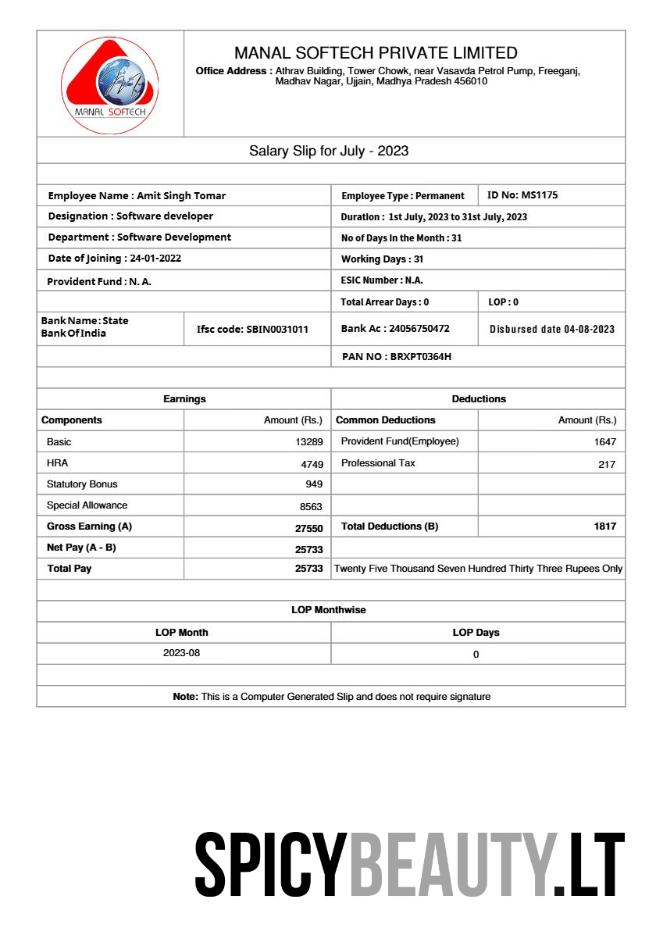 MANAL SOFTECH
MANAL SOFTECH PRIVATE LIMITED
Office Address : Athrav Building, Tower Chowk, near Vasavda Petrol Pump, Freeganj,
Madhav Nagar, Ujjain, Madhya Pradesh 456010
Salary Slip for July - 2023
Employee Name : Amit Singh Tomar
Employee Type : Permanent
ID No: MS1175
Designation : Software developer
Duration : 1st July, 2023 to 31st July, 2023
Department : Software Development
No of Days In the Month : 31
Date of Joining : 24-01-2022
Working Days : 31
Provident Fund : N. A.
ESIC Number : N.A.
Total Arrear Days : 0
LOP : 0
Bank Name: State
Bank Of India
Ifsc code: SBIN0031011
Bank Ac : 24056750472
Disbursed date 04-08-2023
PAN NO : BRXPT0364H
Earnings
Deductions
Components
Amount (Rs.)
Common Deductions
Amount (Rs.)
Basic
13289
Provident Fund(Employee)
1647
HRA
4749
Professional Tax
217
Statutory Bonus
949
Special Allowance
8563
Gross Earning (A)
27550
Total Deductions (B)
1817
Net Pay (A - B)
25733
Total Pay
25733
Twenty Five Thousand Seven Hundred Thirty Three Rupees Only
LOP Monthwise
LOP Month
LOP Days
2023-08
0
Note: This is a Computer Generated Slip and does not require signature
SPICYBEAUTY.LT